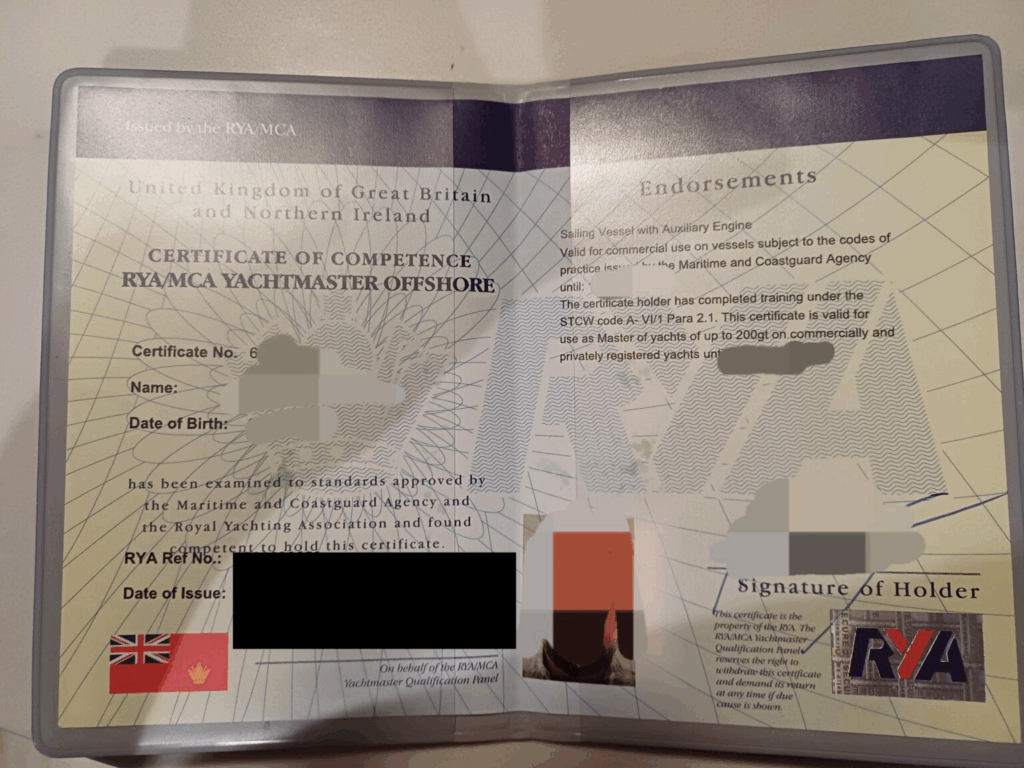 Issued by the RYA/MCA
United Kingdom of Great Britain
and Northern Ireland
CERTIFICATE OF COMPETENCE
RYA/MCA YACHTMASTER OFFSHORE
Certificate No. 6
Name:
Date of Birth:
has been examined to standards approved by
the Maritime and Coastguard Agency and
the Royal Yachting Association and found
competent to hold this certificate.
RYA Ref No.:
Date of Issue:
On behalf of the RYA/MCA
Yachtmaster Qualification Panel
Endorsements
Sailing Vessel with Auxiliary Engine
Valid for commercial use on vessels subject to the codes of
practice the Maritime and Coastguard Agency
until:
The certificate holder has completed training under the
STCW code A- VI/1 Para 2.1. This certificate is valid for
use as Master of yachts of up to 200gt on commercially and
privately registered yachts
RYA
Signature of Holder
This certificate is the
property of the RYA. The
RYA/MCA Yachtmaster
Qualification Panel
reserves the right to
withdraw this certificate
and demand its return
at any time if due
cause is shown.
RYA